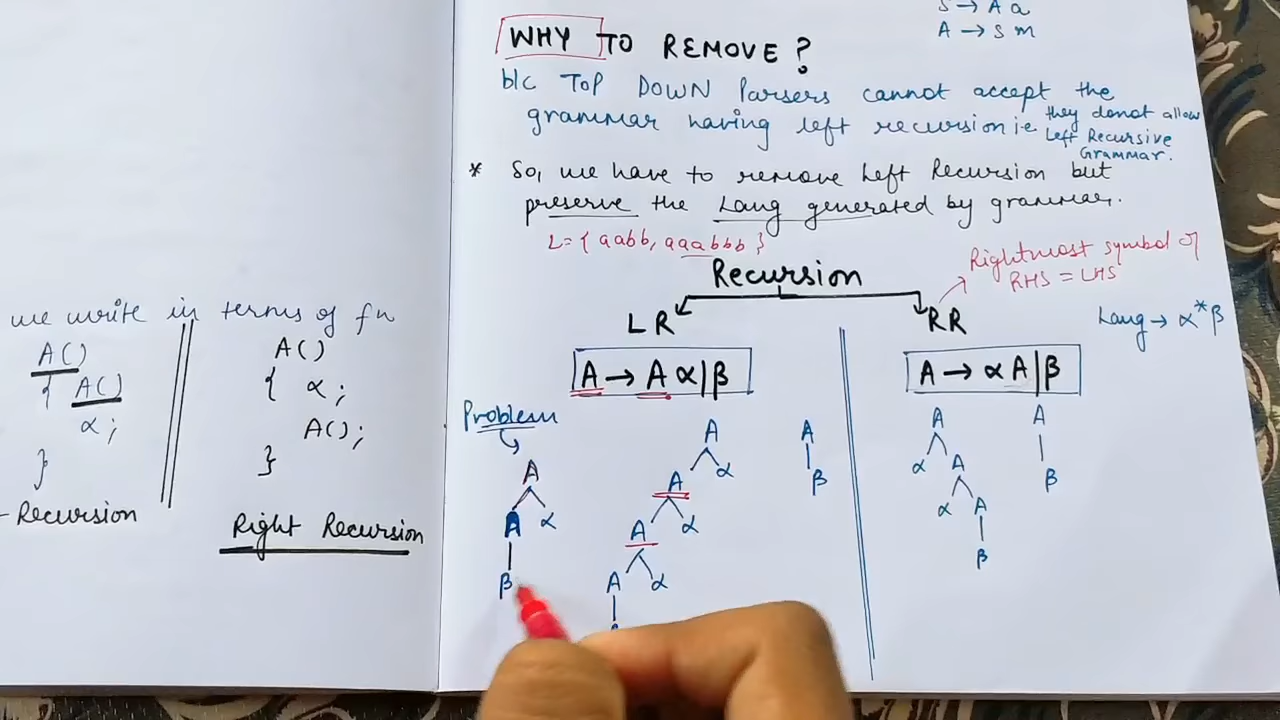 we write in terms of fn
A()
{ A()
α;
}
- Recursion
A()
{ α;
A();
}
Right Recursion
S → A a
A → S m
WHY TO REMOVE?
b/c TOP DOWN Parsers cannot accept the
grammar having left recursion i.e. they donot allow
Left Recursive
Grammar.
* So, we have to remove Left Recursion but
preserve the Lang generated by grammar.
L = { aabb, aaabbb }
Recursion
Rightmost symbol of
RHS = LHS
LR
RR
Lang → α*β
A → A α | β
A → α A | β
Problem
A
A α
β
A
A α
A α
A α
A
β
A
α A
α A
β
A
β